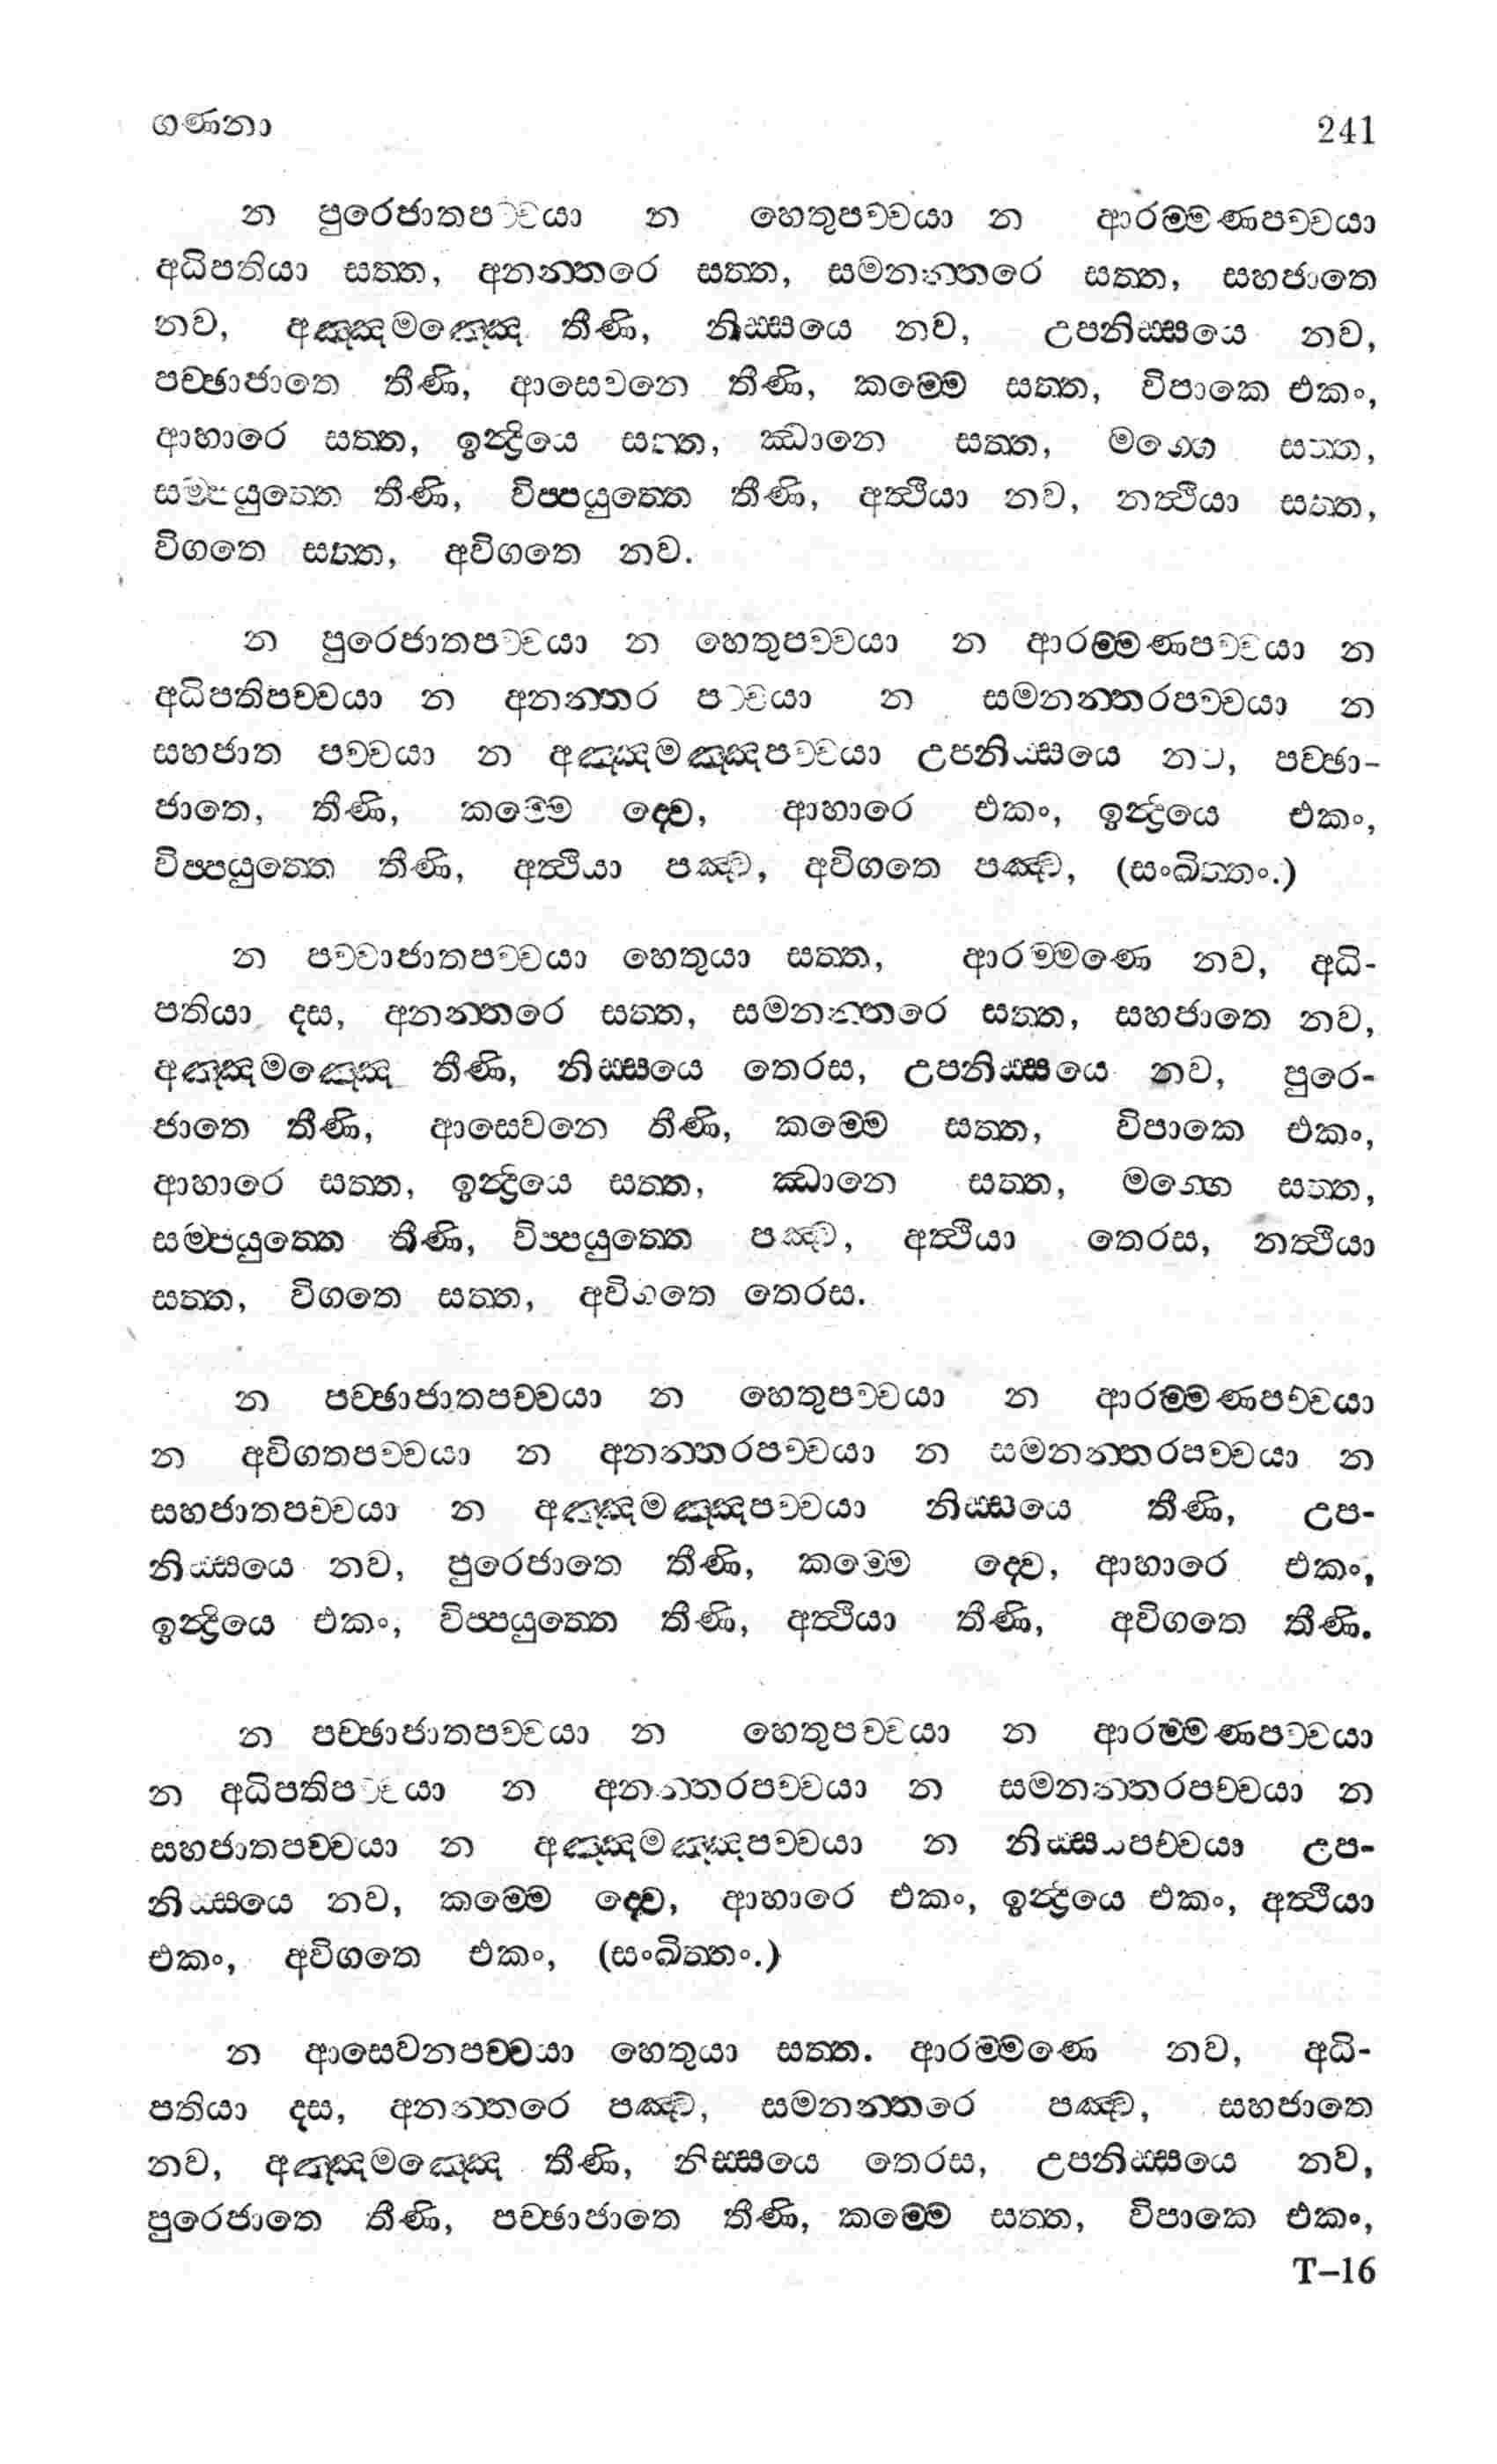 ගණනා 241
න පුරෙජාතපච්චයා න හෙතුපච්චයා න ආරම්මණපච්චයා
අධිපතියා සත්ත, අනන්තරෙ සත්ත, සමනන්තරෙ සත්ත, සහජාතෙ
නව, අඤ්ඤමඤ්ඤෙ තීණි, නිස්සයෙ නව, උපනිස්සයෙ නව,
පච්ඡාජාතෙ තීණි, ආසෙවනෙ තීණි, කම්මෙ සත්ත, විපාකෙ එකං,
ආහාරෙ සත්ත, ඉන්ද්‍රියෙ සත්ත, ඣානෙ සත්ත, මග්ගෙ සත්ත,
සම්පයුත්තෙ තීණි, විප්පයුත්තෙ තීණි, අත්ථියා නව, නත්ථියා සත්ත,
විගතෙ සත්ත, අවිගතෙ නව.
න පුරෙජාතපච්චයා න හෙතුපච්චයා න ආරම්මණපච්චයා න
අධිපතිපච්චයා න අනන්තර පච්චයා න සමනන්තරපච්චයා න
සහජාත පච්චයා න අඤ්ඤමඤ්ඤපච්චයා උපනිස්සයෙ නව, පච්ඡා-
ජාතෙ, තීණි, කම්මෙ ද්වෙ, ආහාරෙ එකං, ඉන්ද්‍රයෙ එකං,
විප්පයුත්තෙ තීණි, අත්ථියා පඤ්ච, අවිගතෙ පඤ්ච, (සංඛිත්තං.)
න පච්චාජාතපච්චයා හෙතුයා සත්ත, ආරම්මණෙ නව, අධි-
පතියා දස, අනන්තරෙ සත්ත, සමනන්තරෙ සත්ත, සහජාතෙ නව,
අඤ්ඤමඤ්ඤෙ තීණි, නිස්සයෙ තෙරස, උපනිස්සයෙ නව, පුරෙ-
ජාතෙ තීණි, ආසෙවනෙ තීණි, කම්මෙ සත්ත, විපාකෙ එකං,
ආහාරෙ සත්ත, ඉන්ද්‍රියෙ සත්ත, ඣානෙ සත්ත, මග්ගෙ සත්ත,
සම්පයුත්තෙ තීණි, විප්පයුත්තෙ පඤ්ච, අත්ථියා තෙරස, නත්ථියා
සත්ත, විගතෙ සත්ත, අවිගතෙ තෙරස.
න පච්ඡාජාතපච්චයා න හෙතුපච්චයා න ආරම්මණපච්චයා
න අවිගතපච්චයා න අනන්තරපච්චයා න සමනන්තරපච්චයා න
සහජාතපච්චයා න අඤ්ඤමඤ්ඤපච්චයා නිස්සයෙ තීණි, උප-
නිස්සයෙ නව, පුරෙජාතෙ තීණි, කම්මෙ ද්වෙ, ආහාරෙ එකං,
ඉන්ද්‍රියෙ එකං, විප්පයුත්තෙ තීණි, අත්ථියා තීණි, අවිගතෙ තීණි.
න පච්ඡාජාතපච්චයා න හෙතුපච්චයා න ආරම්මණපච්චයා
න අධිපතිපච්චයා න අනන්තරපච්චයා න සමනන්තරපච්චයා න
සහජාතපච්චයා න අඤ්ඤමඤ්ඤපච්චයා න නිස්සයපච්චයා උප-
නිස්සයෙ නව, කම්මෙ ද්වෙ, ආහාරෙ එකං, ඉන්ද්‍රයෙ එකං, අත්ථියා
එකං, අවිගතෙ එකං, (සංඛිත්තං.)
න ආසෙවනපච්චයා හෙතුයා සත්ත. ආරම්මණෙ නව, අධි-
පතියා දස, අනන්තරෙ පඤ්ච, සමනන්තරෙ පඤ්ච, සහජාතෙ
නව, අඤ්ඤමඤ්ඤෙ තීණි, නිස්සයෙ තෙරස, උපනිස්සයෙ නව,
පුරෙජාතෙ තීණි, පච්ඡාජාතෙ තීණි, කම්මෙ සත්ත, විපාකෙ එකං,
T–16